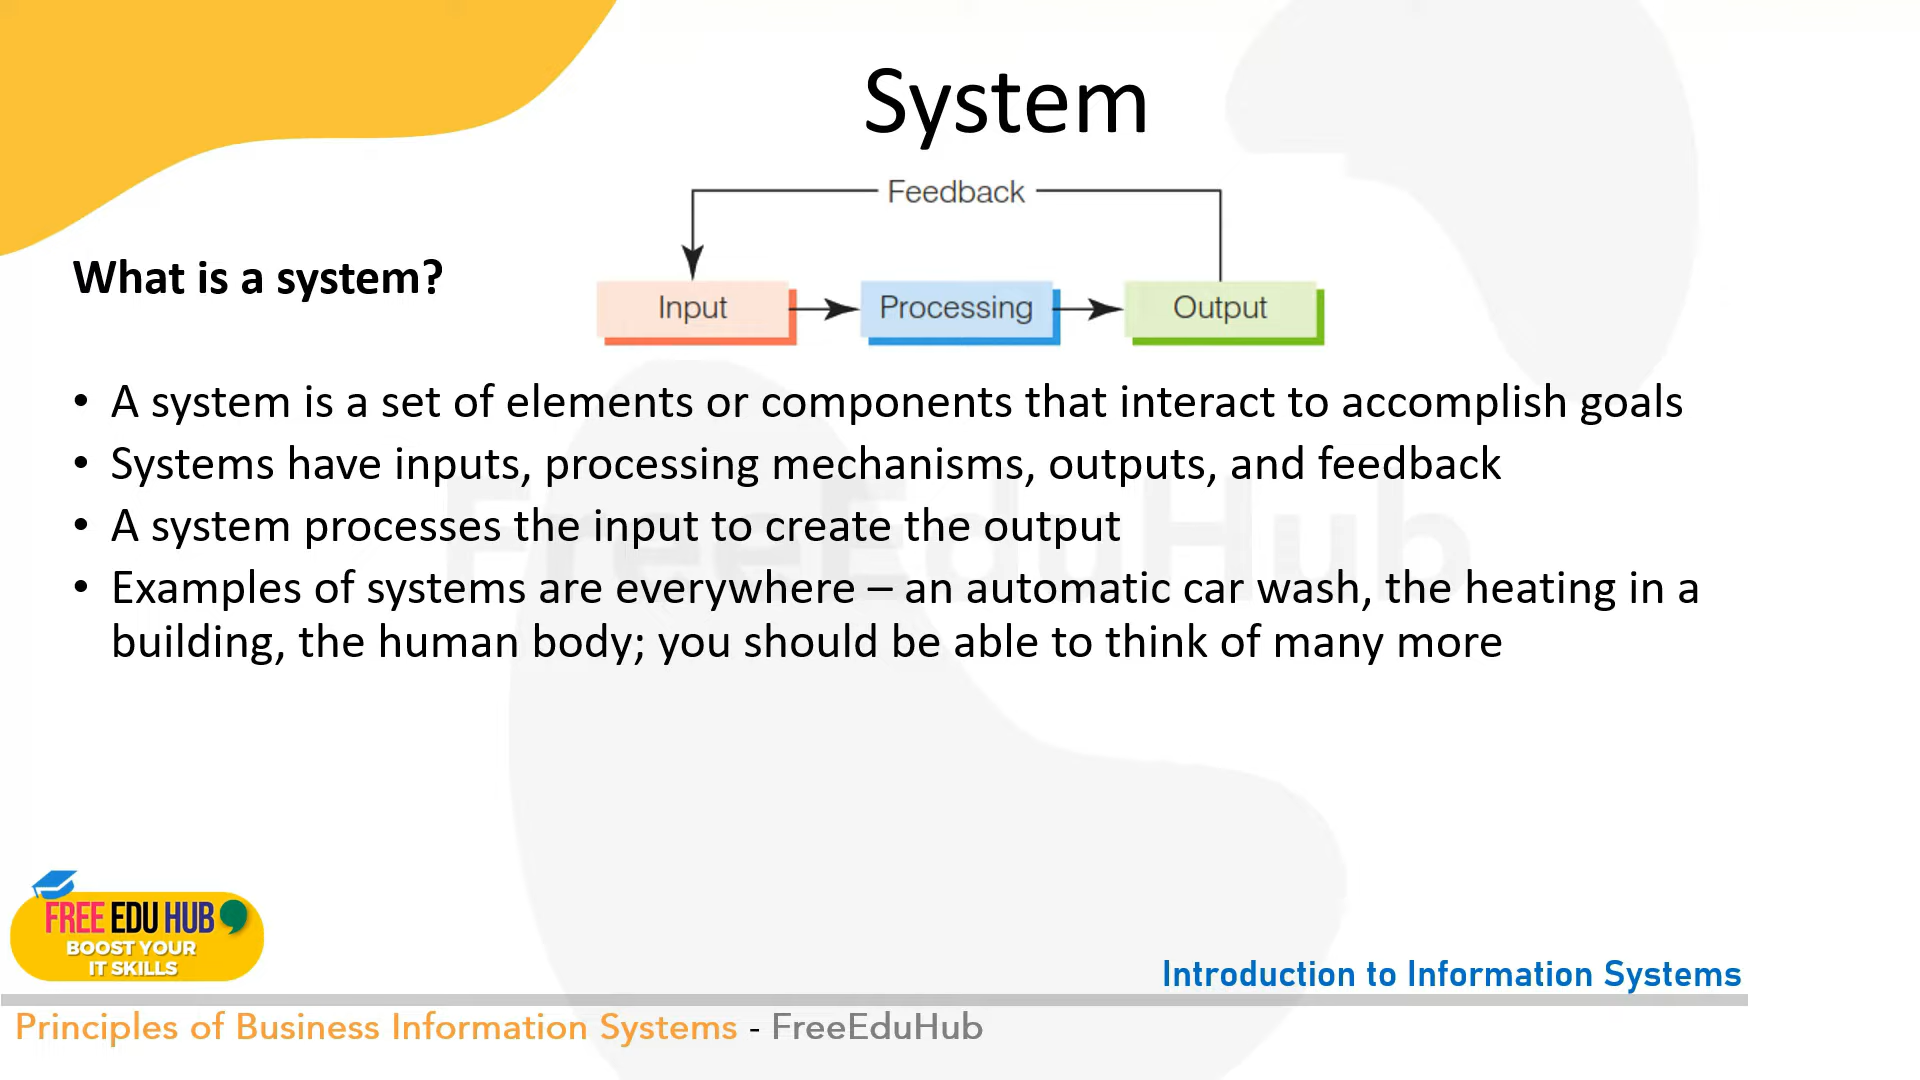 System
Feedback
What is a system?
Input
Processing
Output
• A system is a set of elements or components that interact to accomplish goals
• Systems have inputs, processing mechanisms, outputs, and feedback
• A system processes the input to create the output
• Examples of systems are everywhere – an automatic car wash, the heating in a
building, the human body; you should be able to think of many more
FreeEduHub
FREE EDU HUB
BOOST YOUR
IT SKILLS
Introduction to Information Systems
Principles of Business Information Systems - FreeEduHub